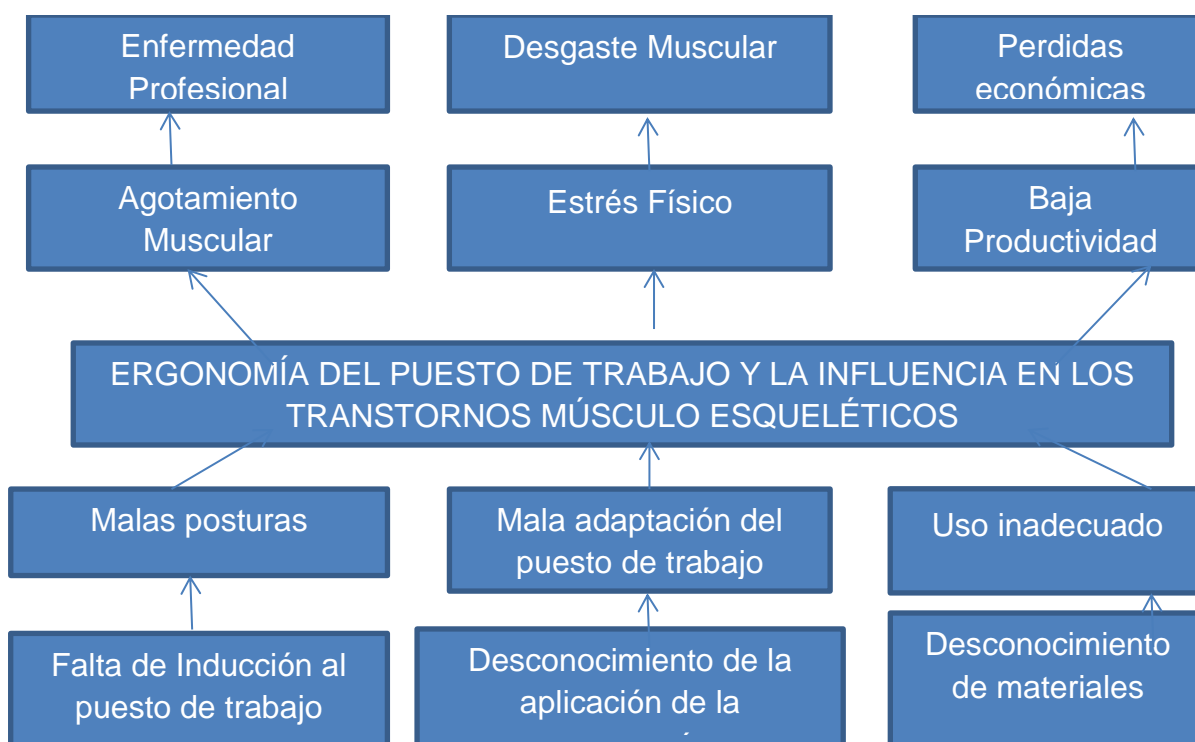 Enfermedad
Profesional
Desgaste Muscular
Perdidas
económicas
Agotamiento
Muscular
Estrés Físico
Baja
Productividad
ERGONOMÍA DEL PUESTO DE TRABAJO Y LA INFLUENCIA EN LOS
TRANSTORNOS MÚSCULO ESQUELÉTICOS
Malas posturas
Mala adaptación del
puesto de trabajo
Uso inadecuado
Falta de Inducción al
puesto de trabajo
Desconocimiento de la
aplicación de la
Desconocimiento
de materiales